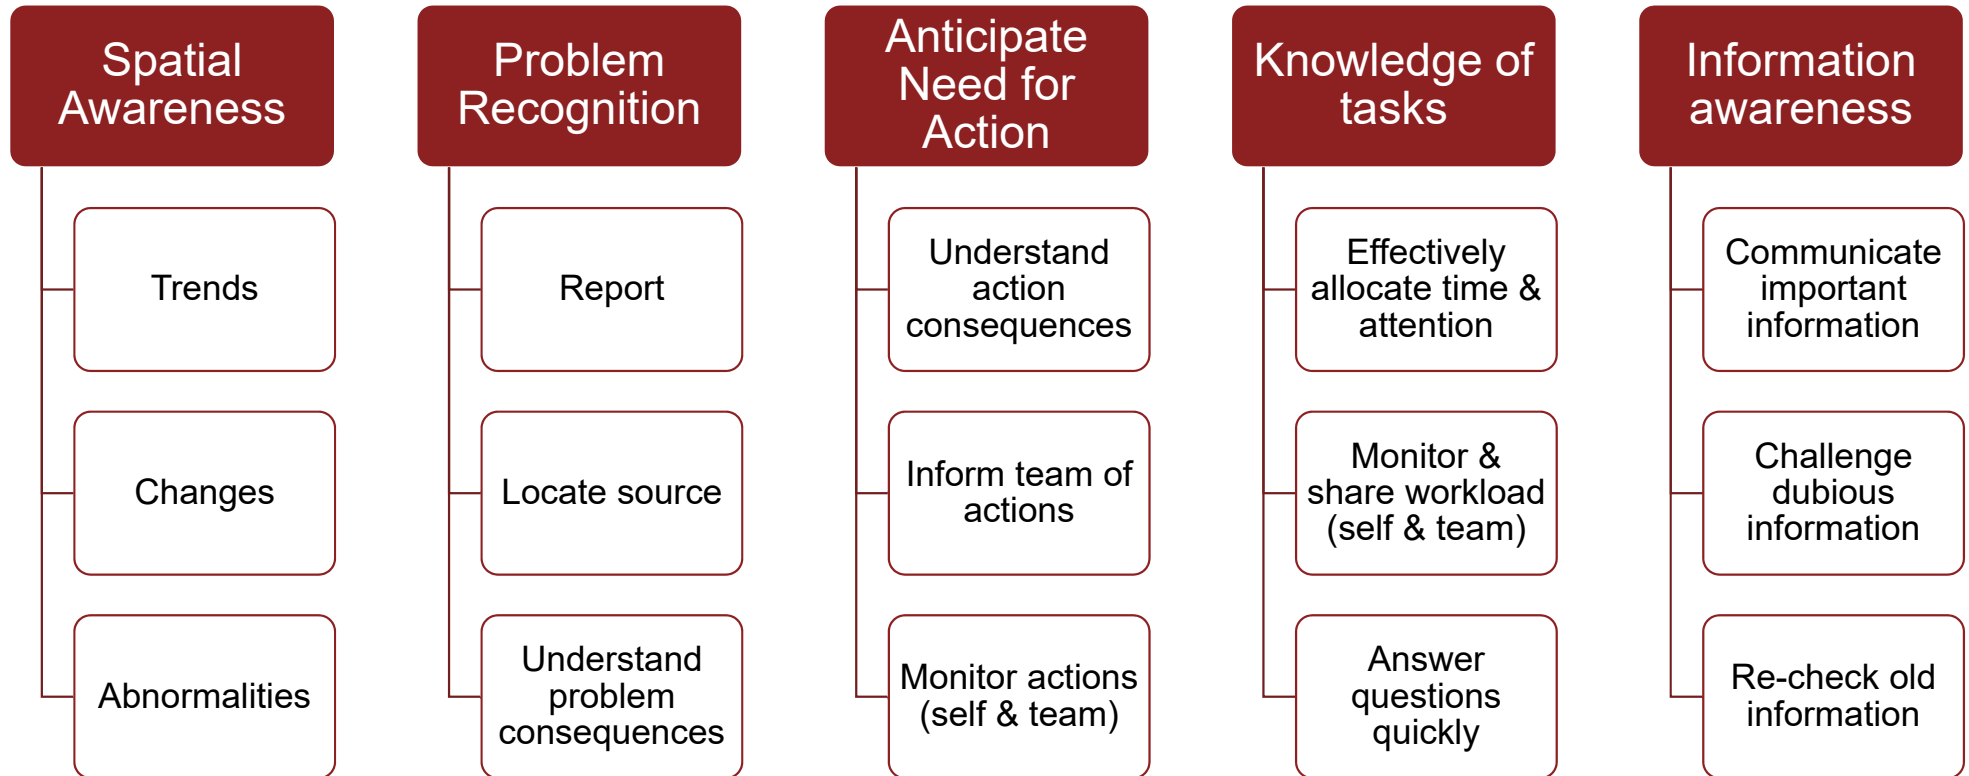 Spatial
Awareness
Trends
Changes
Abnormalities
Problem
Recognition
Report
Locate source
Understand
problem
consequences
Anticipate
Need for
Action
Understand
action
consequences
Inform team of
actions
Monitor actions
(self & team)
Knowledge of
tasks
Effectively
allocate time &
attention
Monitor &
share workload
(self & team)
Answer
questions
quickly
Information
awareness
Communicate
important
information
Challenge
dubious
information
Re-check old
information